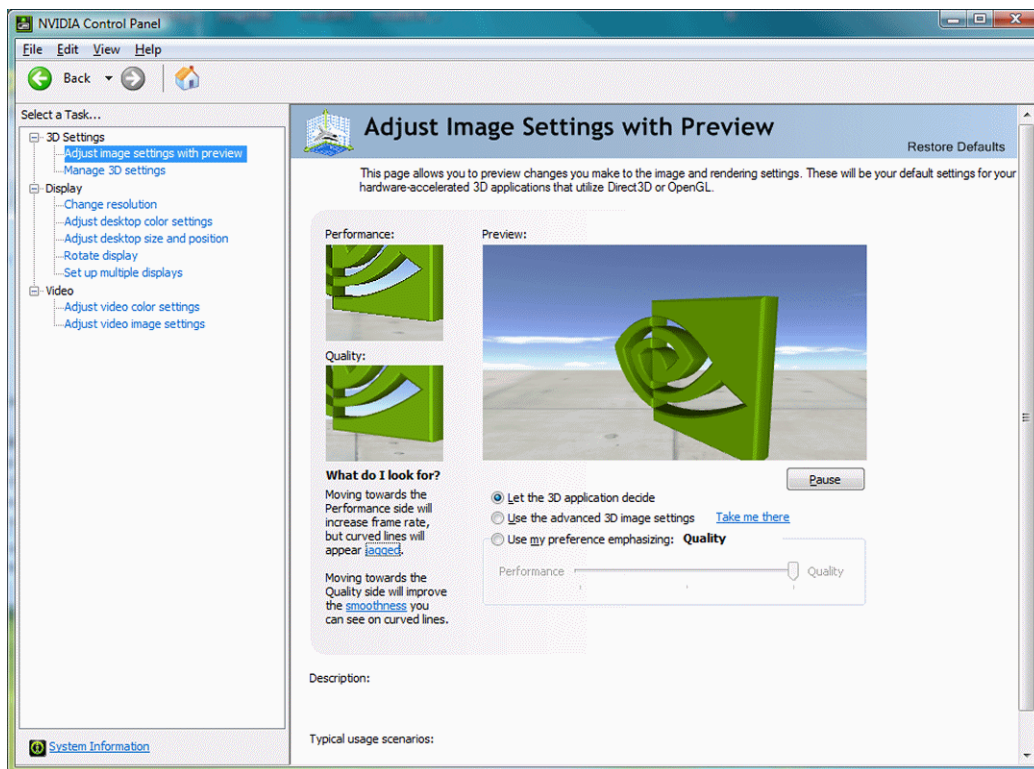 NVIDIA Control Panel
File Edit View Help
Back
Select a Task...
3D Settings
Adjust image settings with preview
Manage 3D settings
Display
Change resolution
Adjust desktop color settings
Adjust desktop size and position
Rotate display
Set up multiple displays
Video
Adjust video color settings
Adjust video image settings
System Information
Adjust Image Settings with Preview
Restore Defaults
This page allows you to preview changes you make to the image and rendering settings. These will be your default settings for your
hardware-accelerated 3D applications that utilize Direct3D or OpenGL.
Performance:
Quality:
What do I look for?
Moving towards the
Performance side will
increase frame rate,
but curved lines will
appear jagged.
Moving towards the
Quality side will improve
the smoothness you
can see on curved lines.
Preview:
Pause
Let the 3D application decide
Use the advanced 3D image settings Take me there
Use my preference emphasizing: Quality
Performance Quality
Description:
Typical usage scenarios: